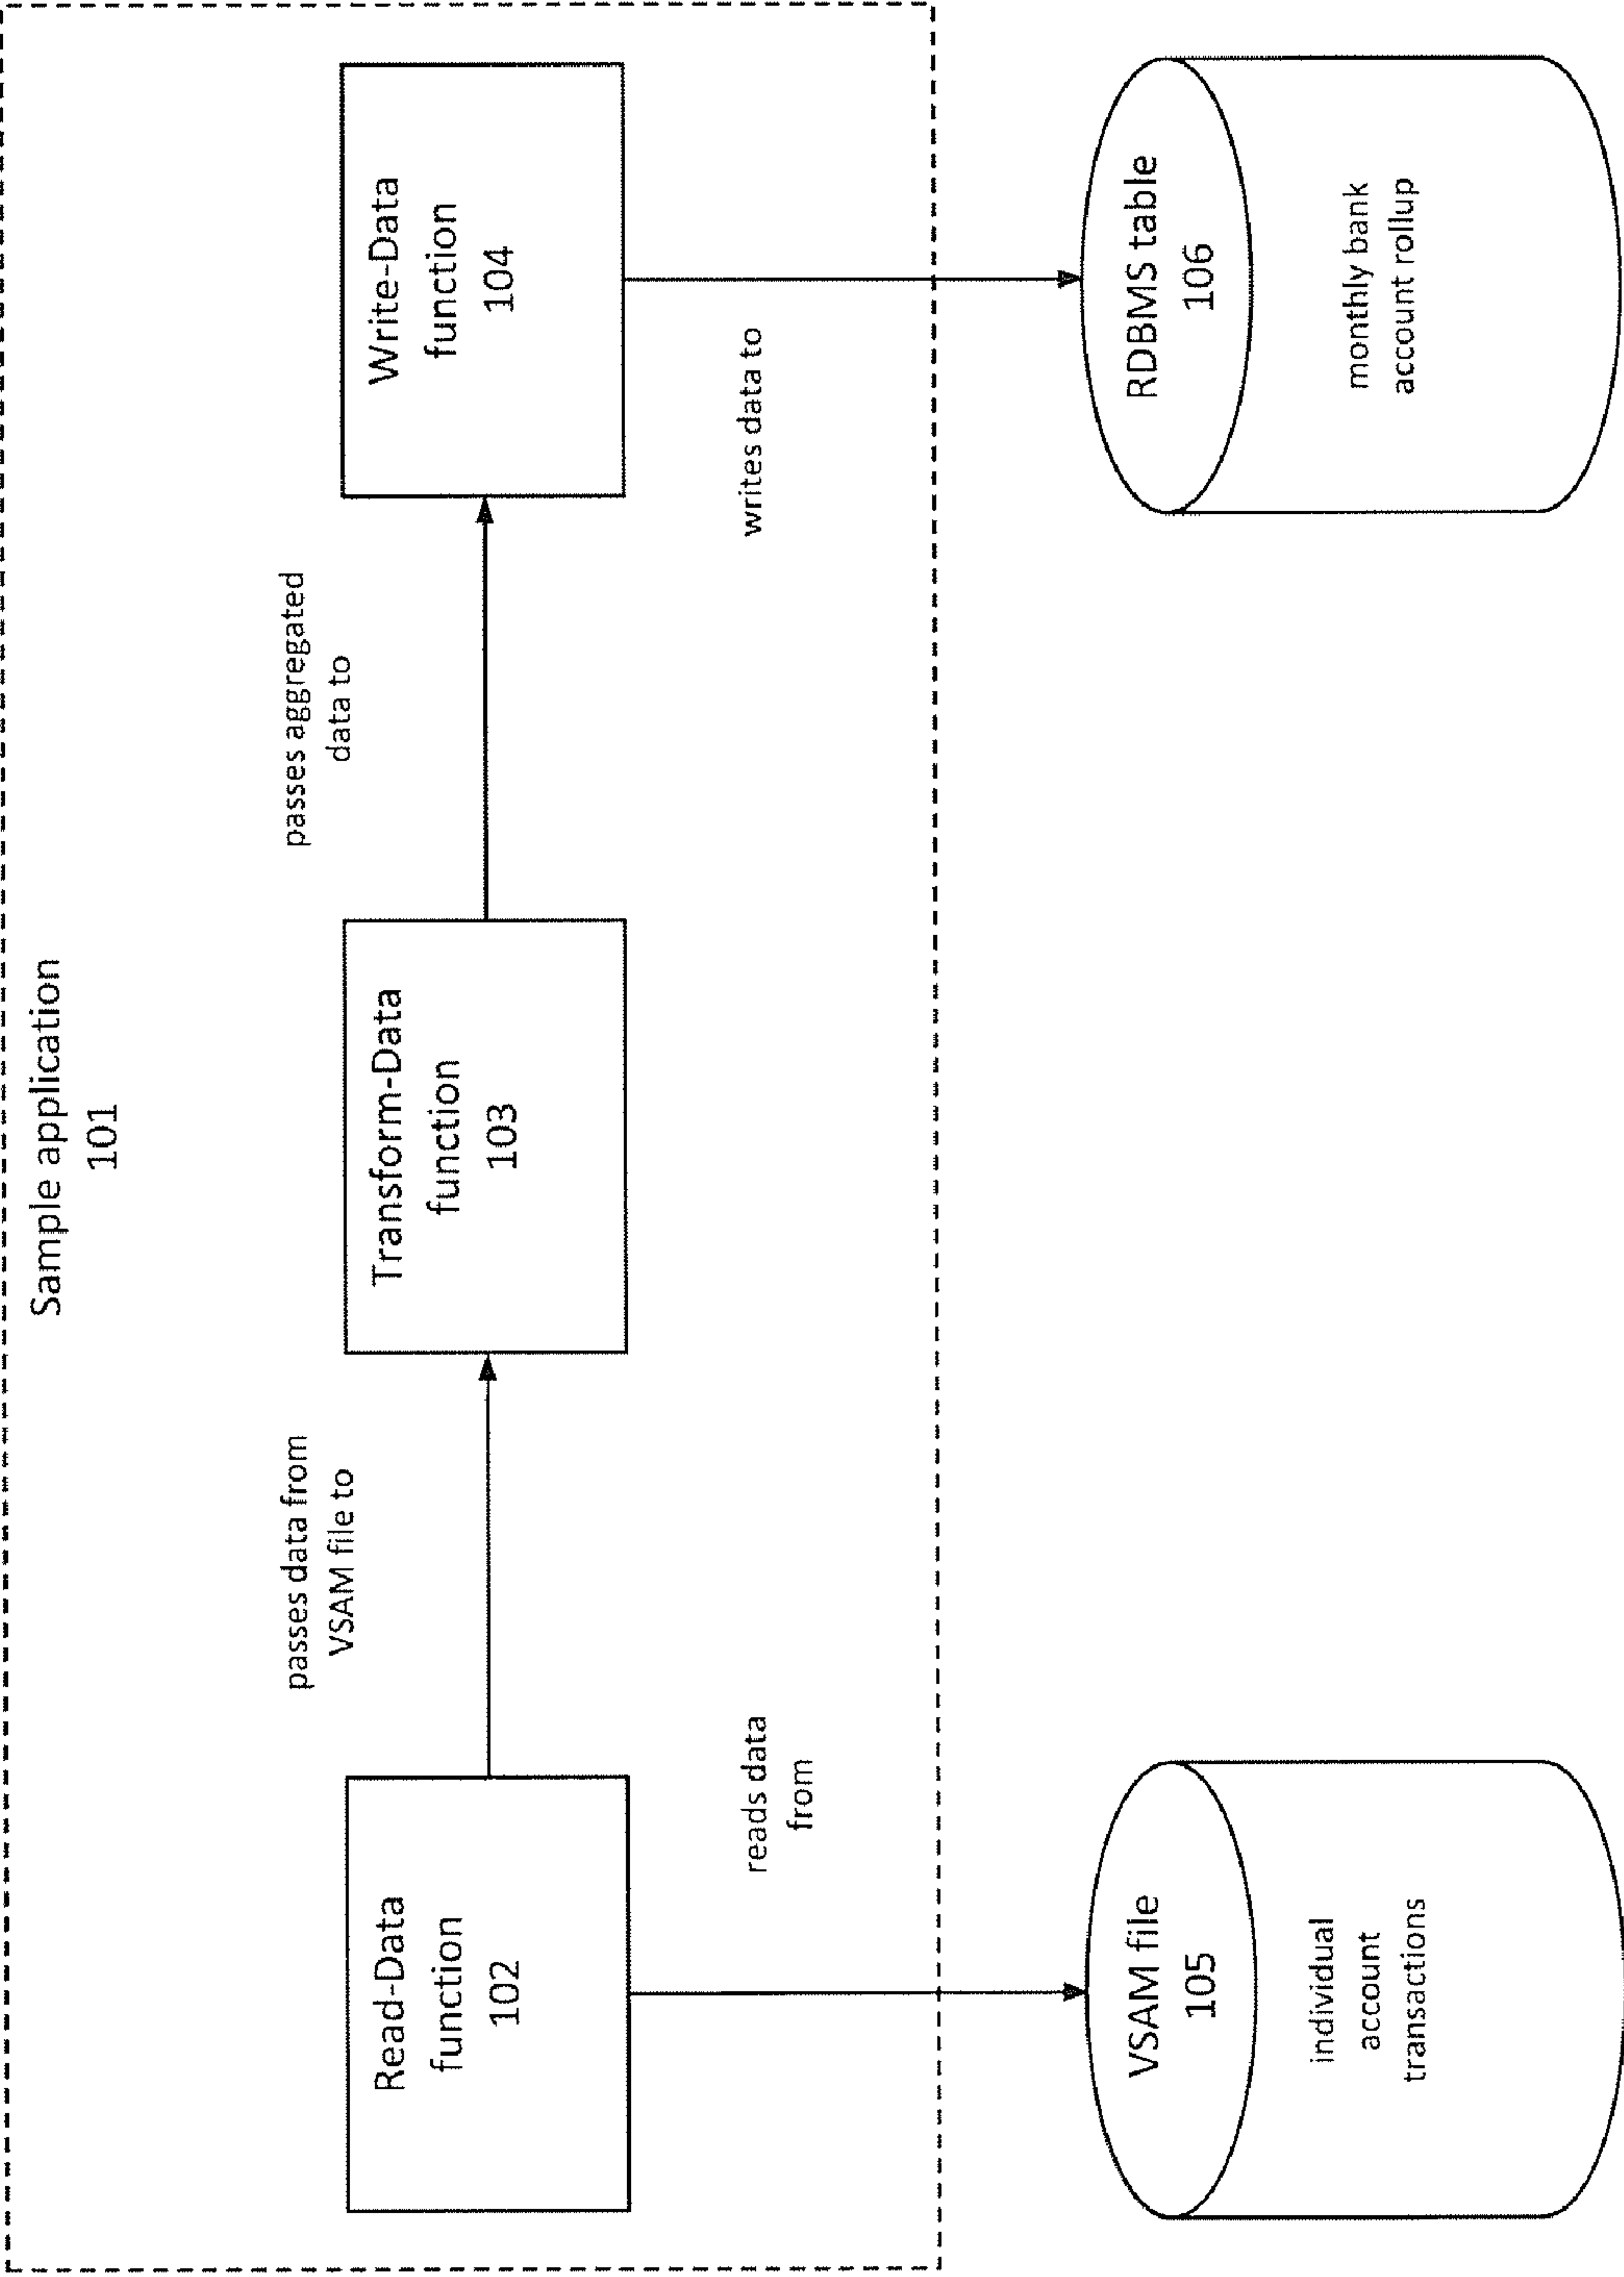 Sample application
101
passes data from
VSAM file to
passes aggregated
data to
Read-Data
function
102
Transform-Data
function
103
Write-Data
function
104
reads data
from
writes data to
VSAM file
105
individual
account
transactions
RDBMS table
106
monthly bank
account rollup